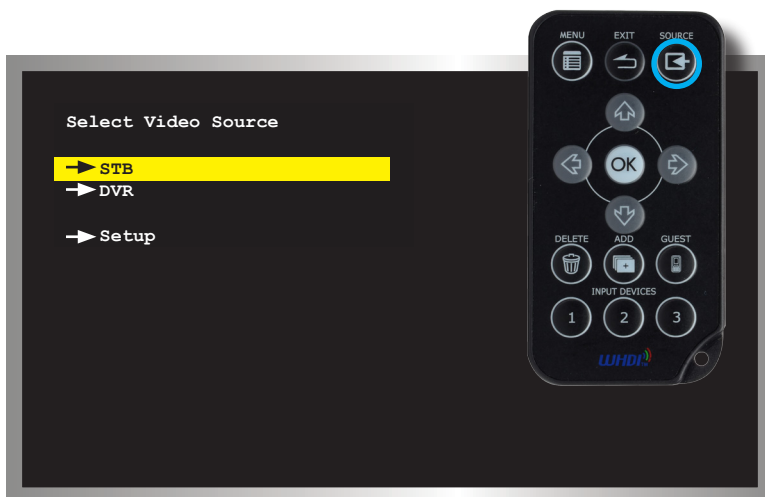 Select Video Source
STB
DVR
Setup
MENU EXIT SOURCE
OK
DELETE ADD GUEST
INPUT DEVICES
1 2 3
WHDI